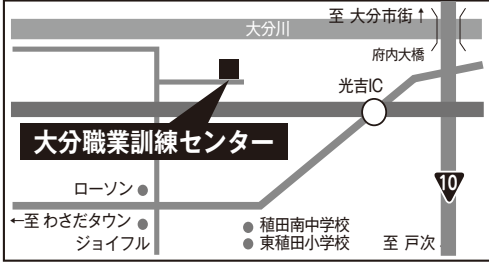 至 大分市街↑
大分川
府内大橋
光吉IC
大分職業訓練センター
10
ローソン
←至 わさだタウン
ジョイフル
稙田南中学校
東稙田小学校
至 戸次